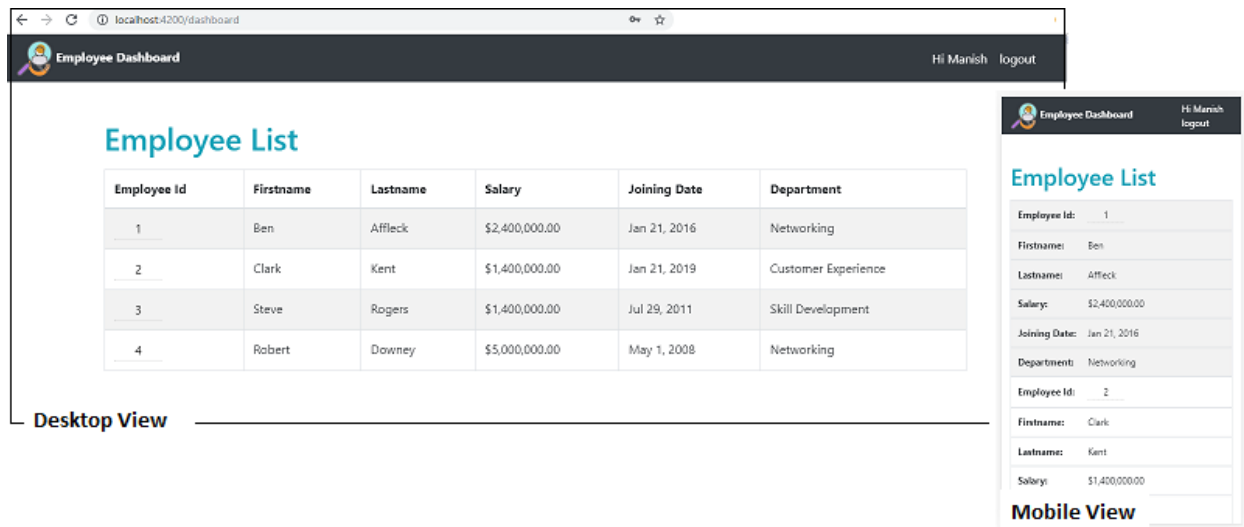 localhost:4200/dashboard
Employee Dashboard Hi Manish logout
Employee List
Employee Id Firstname Lastname Salary Joining Date Department
1 Ben Affleck $2,400,000.00 Jan 21, 2016 Networking
2 Clark Kent $1,400,000.00 Jan 21, 2019 Customer Experience
3 Steve Rogers $1,400,000.00 Jul 29, 2011 Skill Development
4 Robert Downey $5,000,000.00 May 1, 2008 Networking
Desktop View
Employee Dashboard Hi Manish
logout
Employee List
Employee Id: 1
Firstname: Ben
Lastname: Affleck
Salary: $2,400,000.00
Joining Date: Jan 21, 2016
Department: Networking
Employee Id: 2
Firstname: Clark
Lastname: Kent
Salary: $1,400,000.00
Mobile View